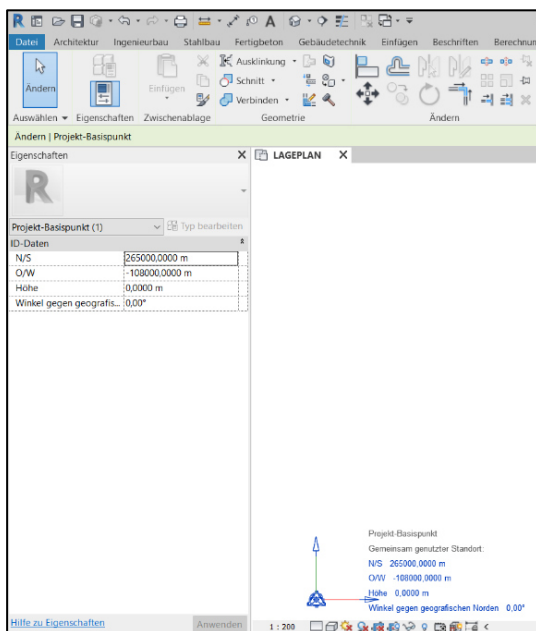 Datei Architektur Ingenieurbau Stahlbau Fertigbeton Gebäudetechnik Einfügen Beschriften Berechnun
Ändern
Einfügen
Ausklinkung
Schnitt
Verbinden
Auswählen Eigenschaften Zwischenablage Geometrie Ändern
Ändern | Projekt-Basispunkt
Eigenschaften X
LAGEPLAN X
R
Projekt-Basispunkt (1) Typ bearbeiten
ID-Daten
N/S 265000,0000 m
O/W -108000,0000 m
Höhe 0,0000 m
Winkel gegen geografis... 0,00°
Projekt-Basispunkt
Gemeinsam genutzter Standort:
N/S 265000,0000 m
O/W -108000,0000 m
Höhe 0,0000 m
Winkel gegen geografischen Norden 0,00°
Hilfe zu Eigenschaften Anwenden
1 : 200